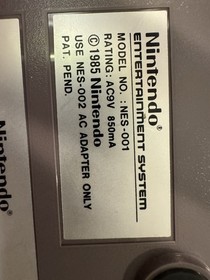 Nintendo
ENTERTAINMENT SYSTEM
MODEL NO. :NES-001
RATING: AC9V 850mA
©1985 Nintendo
USE NES-002 AC ADAPTER ONLY
PAT. PEND.
Nintendo